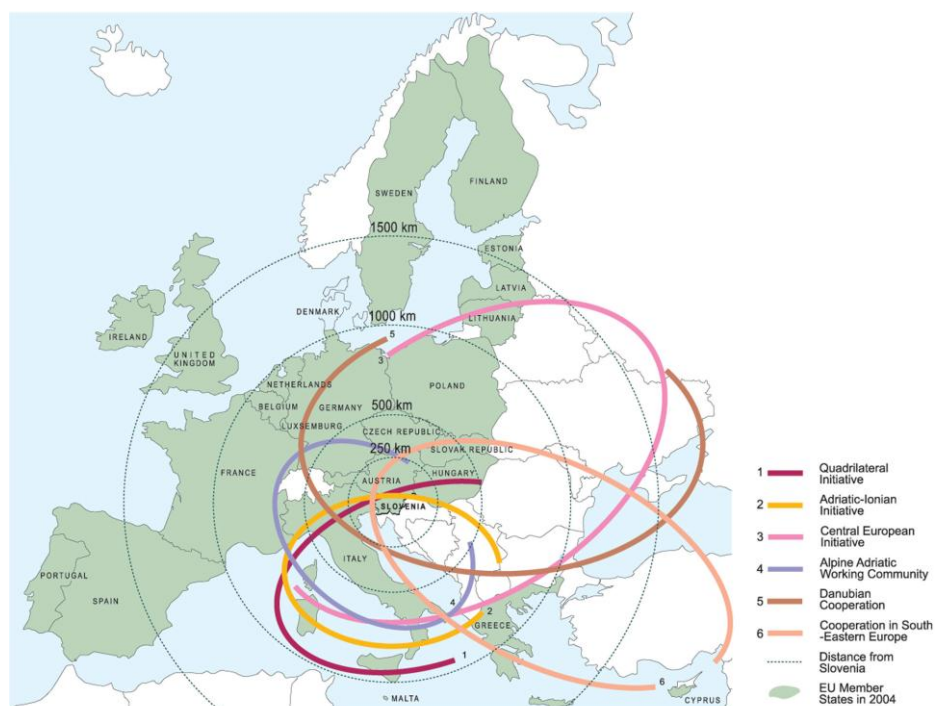 FINLAND
SWEDEN
1500 km
ESTONIA
LATVIA
DENMARK
1000 km
LITHUANIA
5
IRELAND
UNITED
KINGDOM
3
NETHERLANDS
POLAND
BELGIUM
GERMANY
500 km
LUXSEMBURG
CZECH REPUBLIC
250 km
SLOVAK REPUBLIC
FRANCE
AUSTRIA
HUNGARY
SLOVENIA
ITALY
PORTUGAL
SPAIN
4
2
GREECE
1
6
MALTA
CYPRUS
1 Quadrilateral
Initiative
2 Adriatic-Ionian
Initiative
3 Central European
Initiative
4 Alpine Adriatic
Working Community
5 Danubian
Cooperation
6 Cooperation in South
-Eastern Europe
Distance from
Slovenia
EU Member
States in 2004